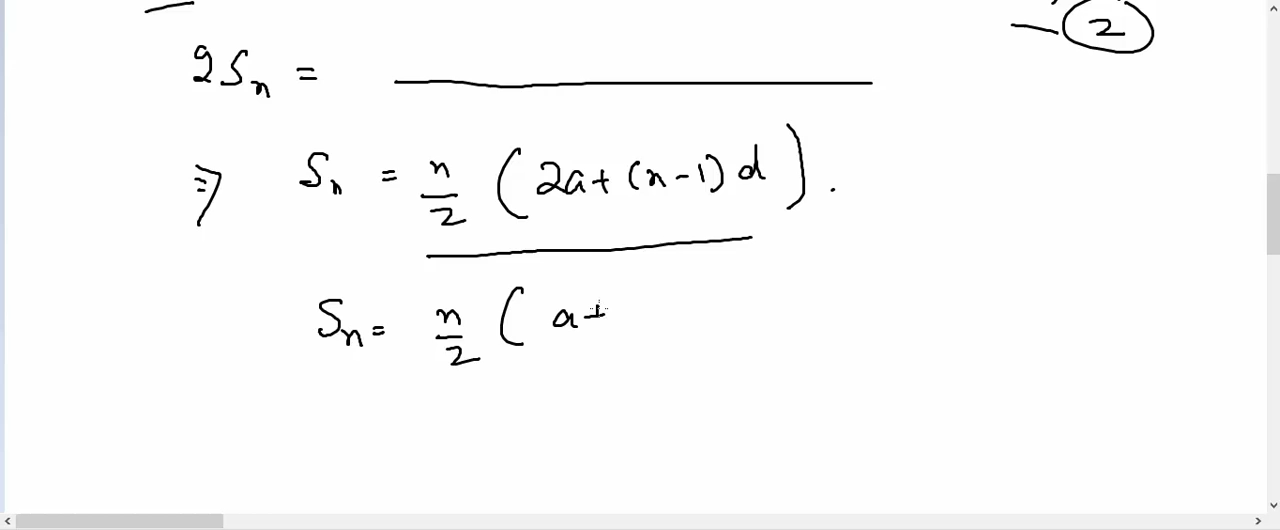 — 2
2Sn =
⇒ Sn = n/2 ( 2a + (n-1) d ) .
Sn = n/2 ( a +